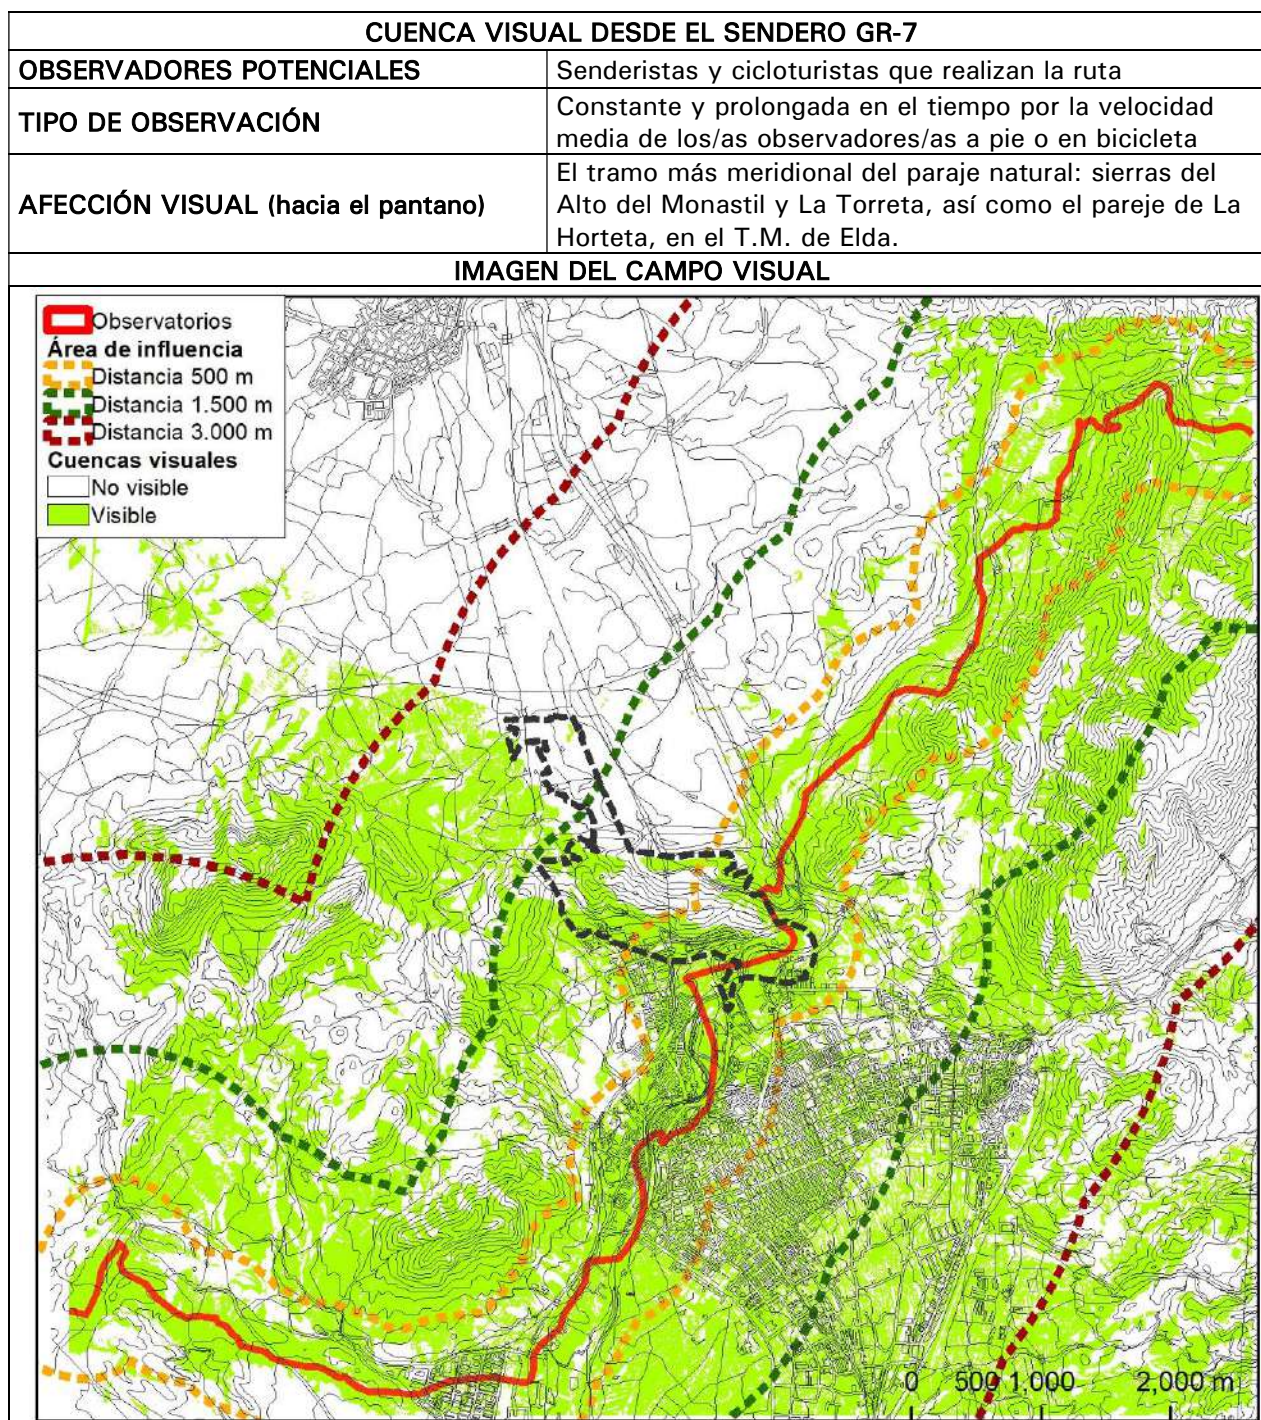 CUENCA VISUAL DESDE EL SENDERO GR-7
OBSERVADORES POTENCIALES
Senderistas y cicloturistas que realizan la ruta
TIPO DE OBSERVACIÓN
Constante y prolongada en el tiempo por la velocidad
media de los/as observadores/as a pie o en bicicleta
AFECCIÓN VISUAL (hacia el pantano)
El tramo más meridional del paraje natural: sierras del
Alto del Monastil y La Torreta, así como el pareje de La
Horteta, en el T.M. de Elda.
IMAGEN DEL CAMPO VISUAL
Observatorios
Área de influencia
Distancia 500 m
Distancia 1.500 m
Distancia 3.000 m
Cuencas visuales
No visible
Visible
0 500 1,000 2,000 m